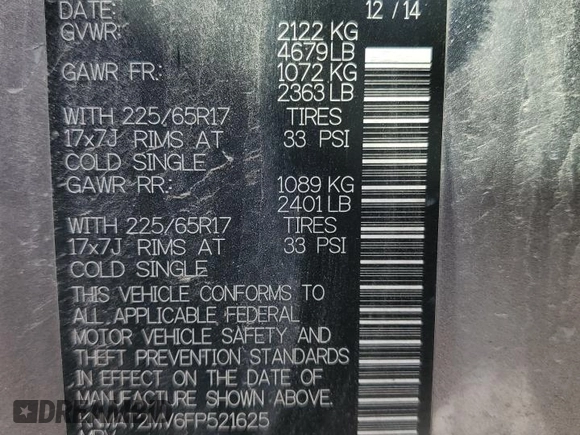 DATE: 12 / 14
GVWR: 2122 KG
4679 LB
GAWR FR: 1072 KG
2363 LB
WITH 225/65R17 TIRES
17x7J RIMS AT 33 PSI
COLD SINGLE
GAWR RR: 1089 KG
2401 LB
WITH 225/65R17 TIRES
17x7J RIMS AT 33 PSI
COLD SINGLE
THIS VEHICLE CONFORMS TO
ALL APPLICABLE FEDERAL
MOTOR VEHICLE SAFETY AND
THEFT PREVENTION STANDARDS
IN EFFECT ON THE DATE OF
MANUFACTURE SHOWN ABOVE.
KNMAT2MV6FP521625
MPV
AUTOHELPERBOT